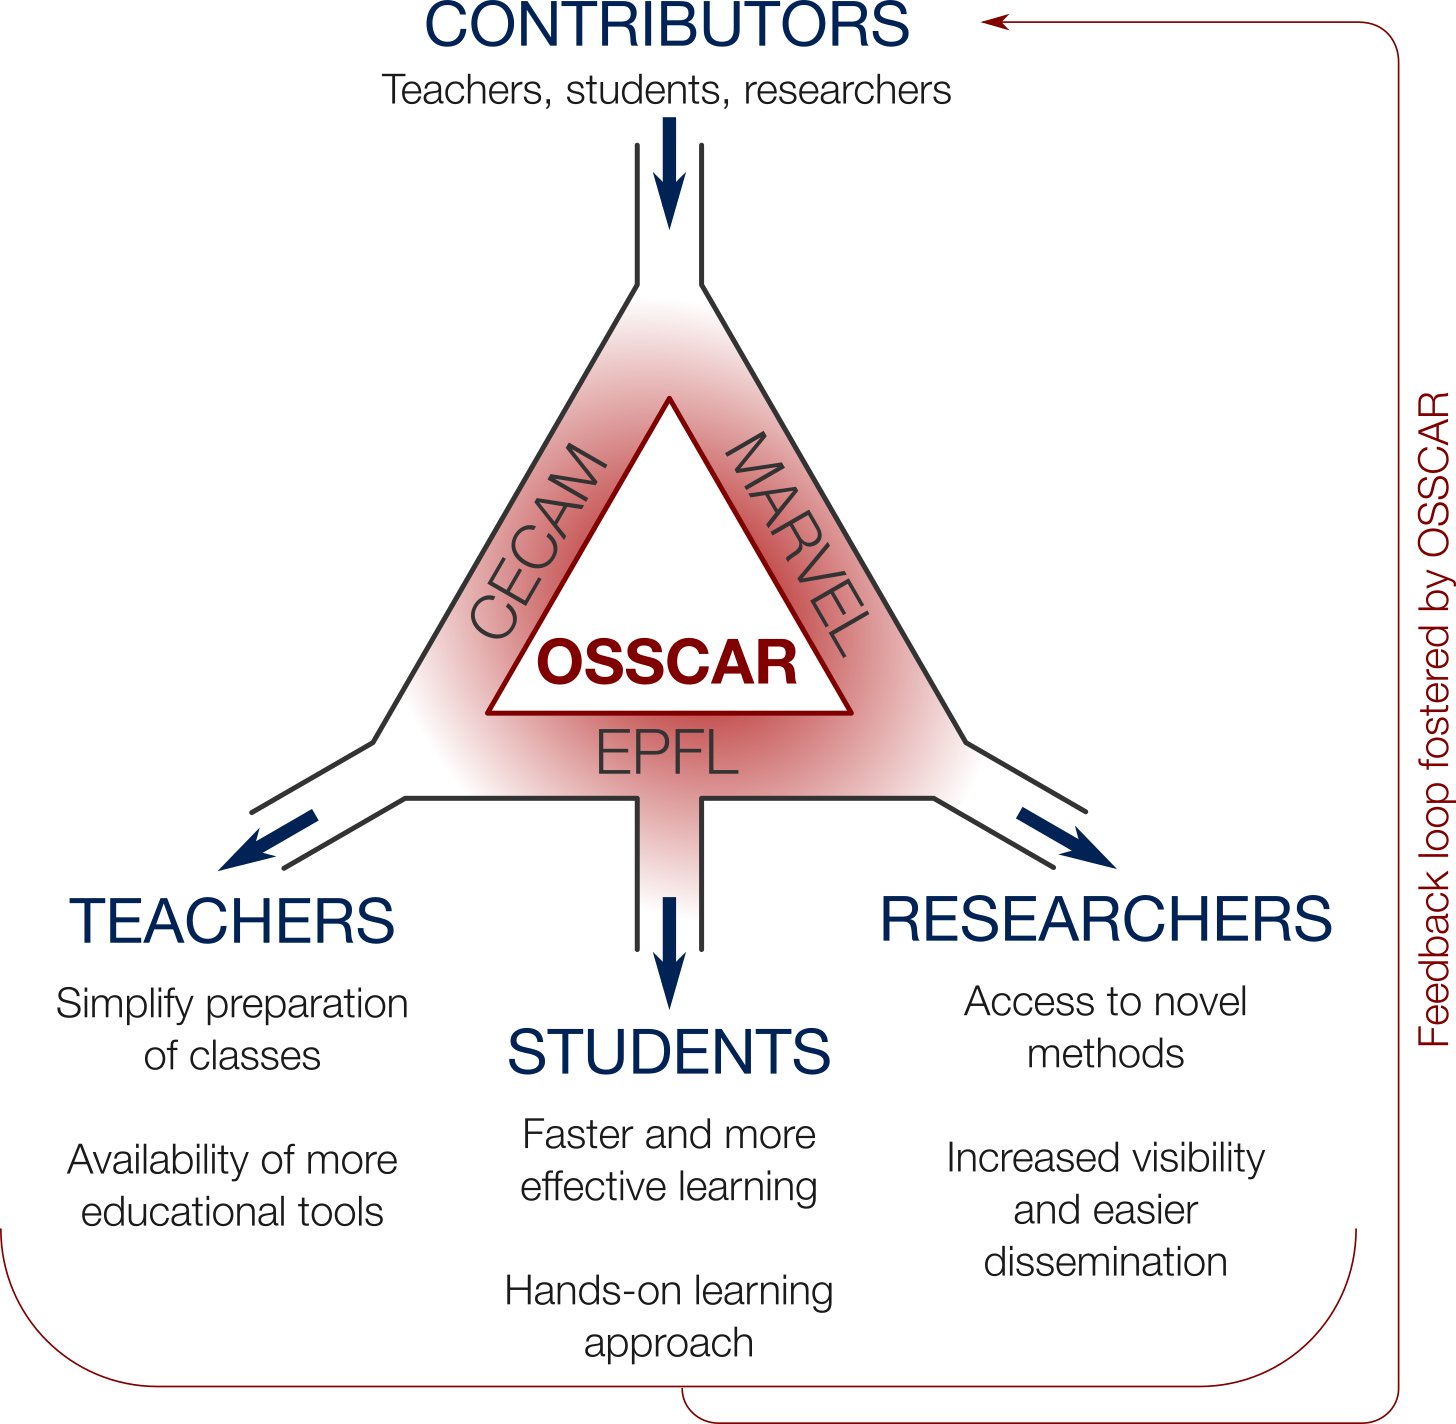 CONTRIBUTORS
Teachers, students, researchers
CECAM
MARVEL
OSSCAR
EPFL
TEACHERS
Simplify preparation
of classes
Availability of more
educational tools
STUDENTS
Faster and more
effective learning
Hands-on learning
approach
RESEARCHERS
Access to novel
methods
Increased visibility
and easier
dissemination
Feedback loop fostered by OSSCAR